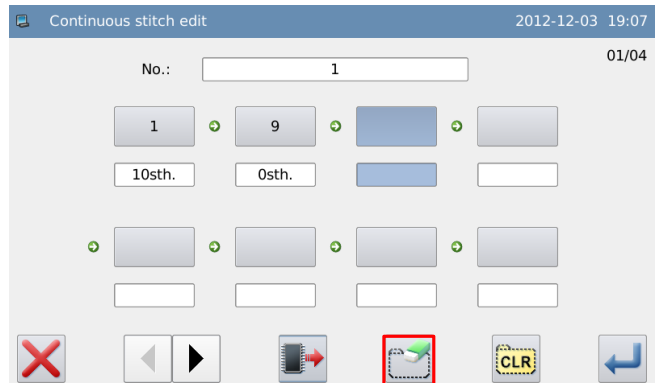 Continuous stitch edit 2012-12-03 19:07
01/04
No.: 1
1 9
10sth. 0sth.
CLR